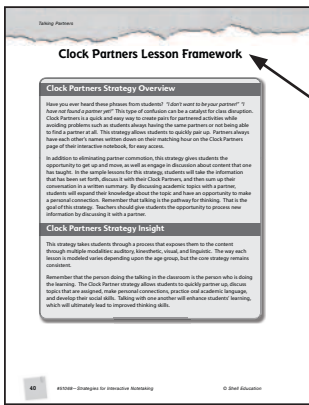 Talking Partners
Clock Partners Lesson Framework
Clock Partners Strategy Overview
Have you ever heard these phrases from students? "I don't want to be your partner!" "I
have not found a partner yet!" This type of confusion can be a catalyst for class disruption.
Clock Partners is a quick and easy way to create pairs for partnered activities while
avoiding problems such as students always having the same partners or not being able
to find a partner at all. This strategy allows students to quickly pair up. Partners always
have each other's names written down on their matching hour on the Clock Partners
page of their interactive notebook, for easy access.
In addition to eliminating partner commotion, this strategy gives students the
opportunity to get up and move, as well as engage in discussion about content that one
has taught. In the sample lessons for this strategy, students will take the information
that has been set forth, discuss it with their Clock Partners, and then sum up their
conversation in a written summary. By discussing academic topics with a partner,
students will expand their knowledge about the topic and have an opportunity to make
a personal connection. Remember that talking is the pathway for thinking. That is the
goal of this strategy. Teachers should give students the opportunity to process new
information by discussing it with a partner.
Clock Partners Strategy Insight
This strategy takes students through a process that exposes them to the content
through multiple modalities: auditory, kinesthetic, visual, and linguistic. The way each
lesson is modeled varies depending upon the age group, but the core strategy remains
consistent.
Remember that the person doing the talking in the classroom is the person who is doing
the learning. The Clock Partner strategy allows students to quickly partner up, discuss
topics that are assigned, make personal connections, practice oral academic language,
and develop their social skills. Talking with one another will enhance students' learning,
which will ultimately lead to improved thinking skills.
40 #51088—Strategies for Interactive Notetaking © Shell Education